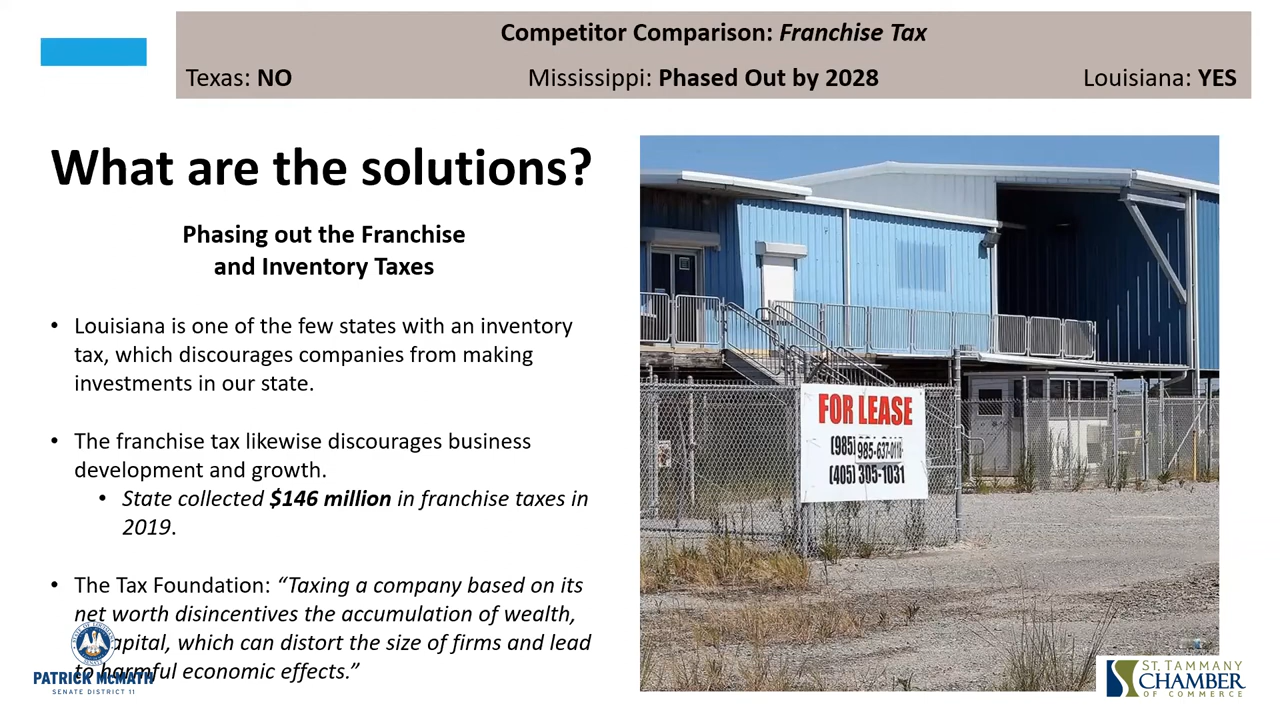 Competitor Comparison: Franchise Tax
Texas: NO Mississippi: Phased Out by 2028 Louisiana: YES
What are the solutions?
Phasing out the Franchise
and Inventory Taxes
• Louisiana is one of the few states with an inventory
tax, which discourages companies from making
investments in our state.
• The franchise tax likewise discourages business
development and growth.
• State collected $146 million in franchise taxes in
2019.
• The Tax Foundation: “Taxing a company based on its
net worth disincentives the accumulation of wealth,
capital, which can distort the size of firms and lead
to harmful economic effects.”
PATRICK MCMATH
SENATE DISTRICT 11
FOR LEASE
(985)
985-637-0118
(405) 305-1031
ST. TAMMANY
CHAMBER
OF COMMERCE